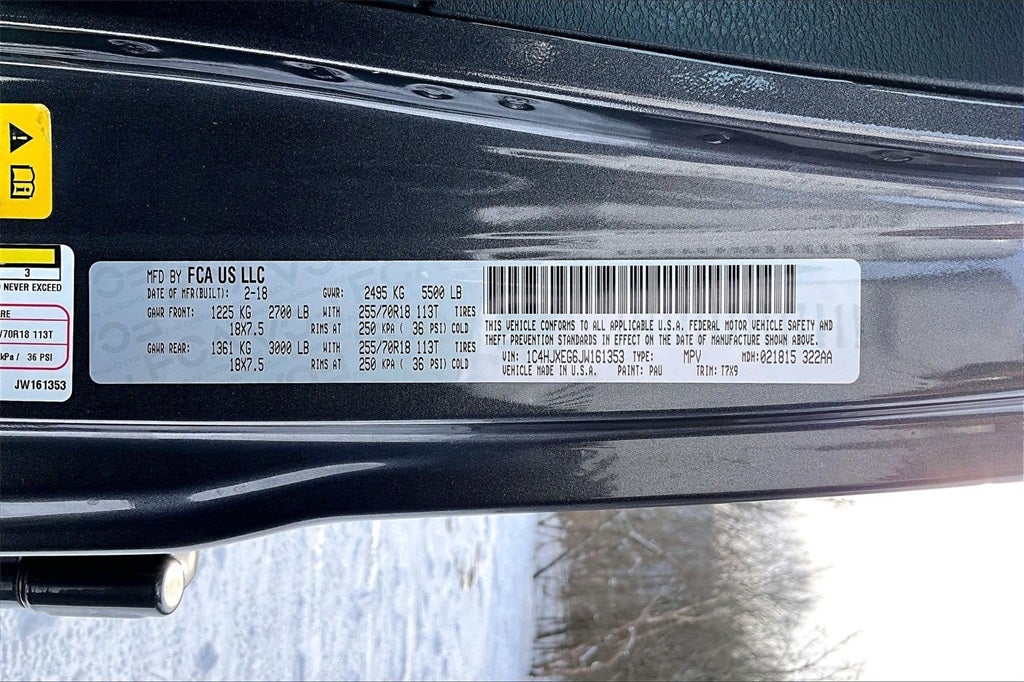 3
D NEVER EXCEED
ARE
/70R18 113T
kPa / 36 PSI
JW161353
MFD BY FCA US LLC
DATE OF MFR(BUILT): 2-18 GVWR: 2495 KG 5500 LB
GAWR FRONT: 1225 KG 2700 LB WITH 255/70R18 113T TIRES
18X7.5 RIMS AT 250 KPA ( 36 PSI) COLD
GAWR REAR: 1361 KG 3000 LB WITH 255/70R18 113T TIRES
18X7.5 RIMS AT 250 KPA ( 36 PSI) COLD
THIS VEHICLE CONFORMS TO ALL APPLICABLE U.S.A. FEDERAL MOTOR VEHICLE SAFETY AND
THEFT PREVENTION STANDARDS IN EFFECT ON THE DATE OF MANUFACTURE SHOWN ABOVE.
VIN: 1C4HJXEG6JW161353 TYPE: MPV MDH: 021815 322AA
VEHICLE MADE IN U.S.A. PAINT: PAU TRIM: T7X9